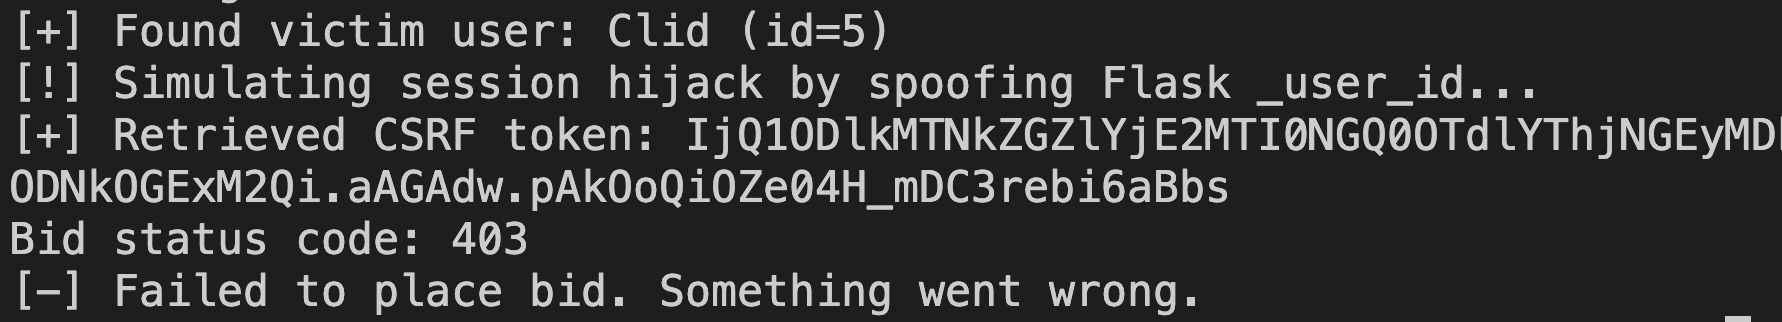 [+] Found victim user: Clid (id=5)
[!] Simulating session hijack by spoofing Flask _user_id...
[+] Retrieved CSRF token: IjQ1ODlkMTNkZGZlYjE2MTI0NGQ0OTdlYThjNGEyMD
ODNkOGExM2Qi.aAGAdw.pAkOoQiOZe04H_mDC3rebi6aBbs
Bid status code: 403
[-] Failed to place bid. Something went wrong.